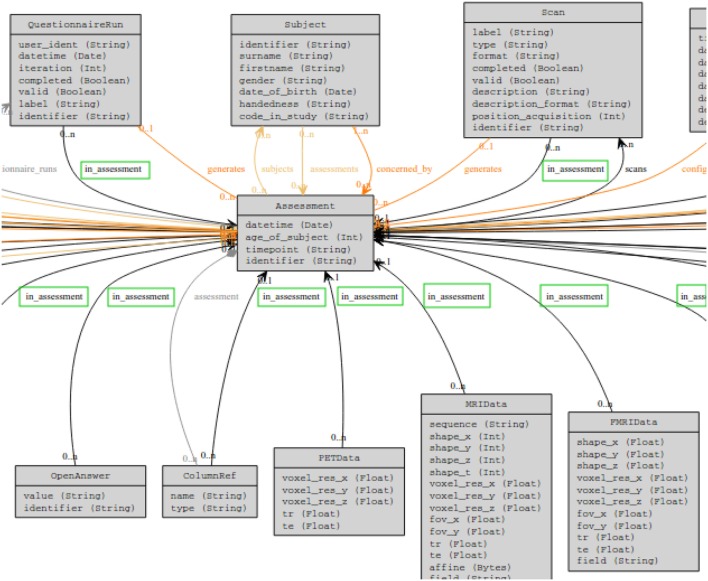 QuestionnaireRun
user_ident (String)
datetime (Date)
iteration (Int)
completed (Boolean)
valid (Boolean)
label (String)
identifier (String)
Subject
identifier (String)
surname (String)
firstname (String)
gender (String)
date_of_birth (Date)
handedness (String)
code_in_study (String)
Scan
label (String)
type (String)
format (String)
completed (Boolean)
valid (Boolean)
description (String)
description_format (String)
position_acquisition (Int)
identifier (String)
0..n
0..1
0..1
0..n
ionnaire_runs
in_assessment
generates
subjects
assessments
concerned_by
generates
in_assessment
scans
config
Assessment
datetime (Date)
age_of_subject (Int)
timepoint (String)
identifier (String)
in_assessment
in_assessment
assessment
in_assessment
in_assessment
in_assessment
in_assessment
in_ass
0..n
0..n
0..n
0..n
0..n
0..n
OpenAnswer
value (String)
identifier (String)
ColumnRef
name (String)
type (String)
PETData
voxel_res_x (Float)
voxel_res_y (Float)
voxel_res_z (Float)
tr (Float)
te (Float)
MRIData
sequence (String)
shape_x (Int)
shape_y (Int)
shape_z (Int)
shape_t (Int)
voxel_res_x (Float)
voxel_res_y (Float)
voxel_res_z (Float)
fov_x (Float)
fov_y (Float)
tr (Float)
te (Float)
affine (Bytes)
field (String)
FMRIData
shape_x (Float)
shape_y (Float)
shape_z (Float)
voxel_res_x (Float)
voxel_res_y (Float)
voxel_res_z (Float)
fov_x (Float)
fov_y (Float)
tr (Float)
te (Float)
field (String)